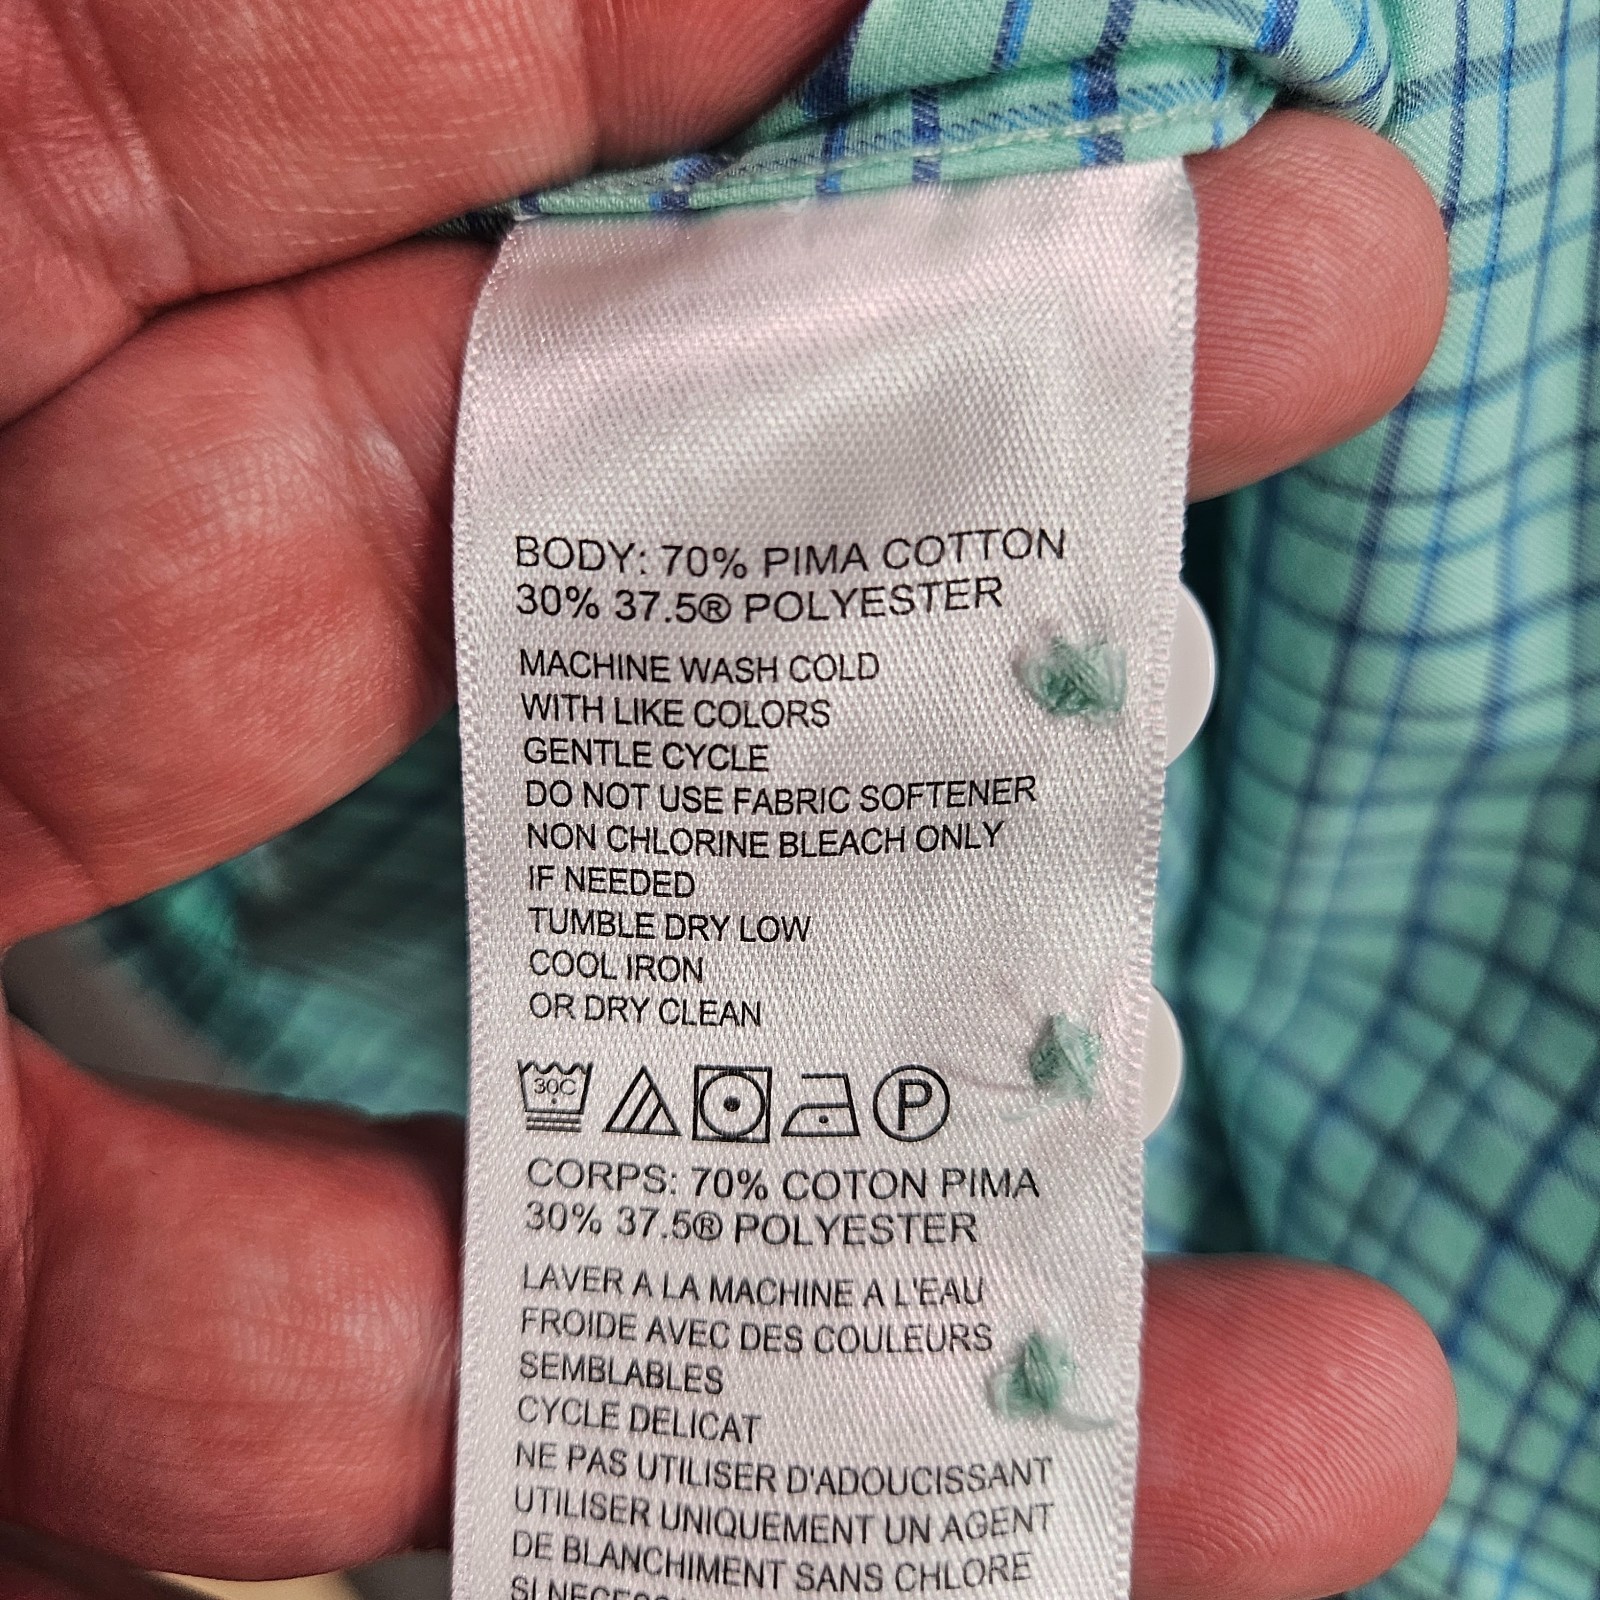 BODY: 70% PIMA COTTON
30% 37.5® POLYESTER
MACHINE WASH COLD
WITH LIKE COLORS
GENTLE CYCLE
DO NOT USE FABRIC SOFTENER
NON CHLORINE BLEACH ONLY
IF NEEDED
TUMBLE DRY LOW
COOL IRON
OR DRY CLEAN
30C P
CORPS: 70% COTON PIMA
30% 37.5® POLYESTER
LAVER A LA MACHINE A L'EAU
FROIDE AVEC DES COULEURS
SEMBLABLES
CYCLE DELICAT
NE PAS UTILISER D'ADOUCISSANT
UTILISER UNIQUEMENT UN AGENT
DE BLANCHIMENT SANS CHLORE
SI